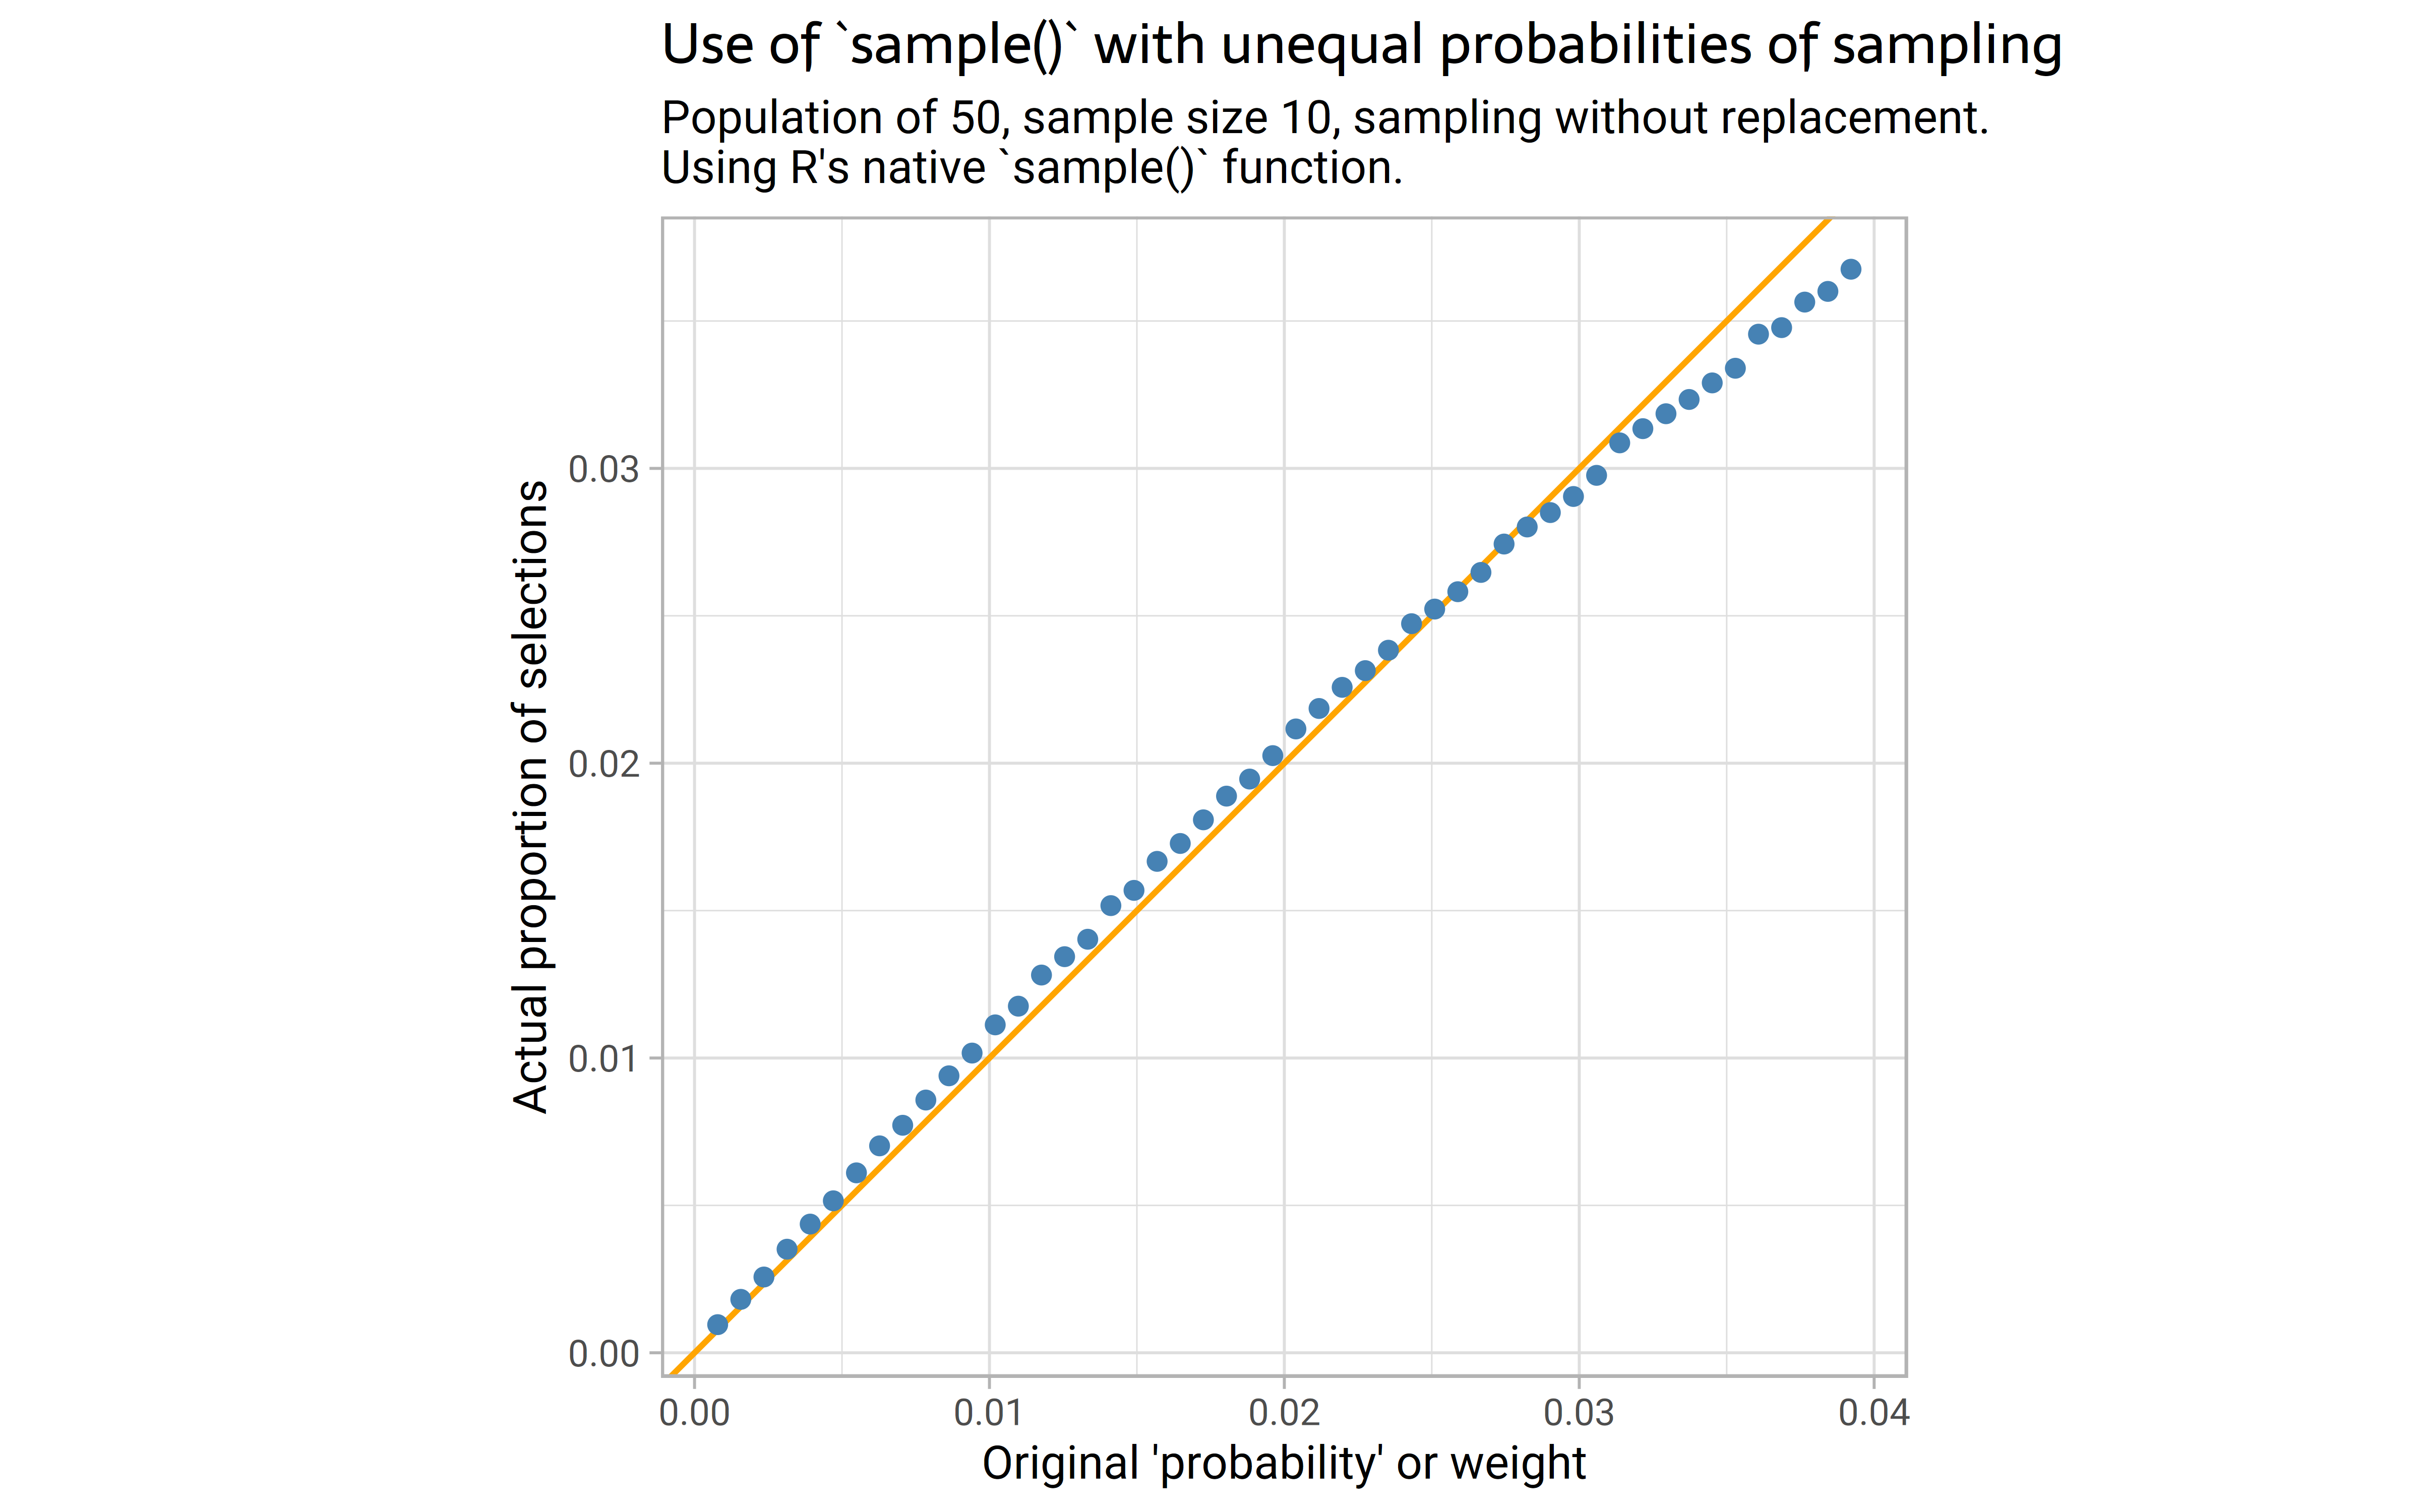 Use of `sample()` with unequal probabilities of sampling
Population of 50, sample size 10, sampling without replacement.
Using R's native `sample()` function.
Actual proportion of selections
0.03
0.02
0.01
0.00
0.00
0.01
0.02
0.03
0.04
Original 'probability' or weight